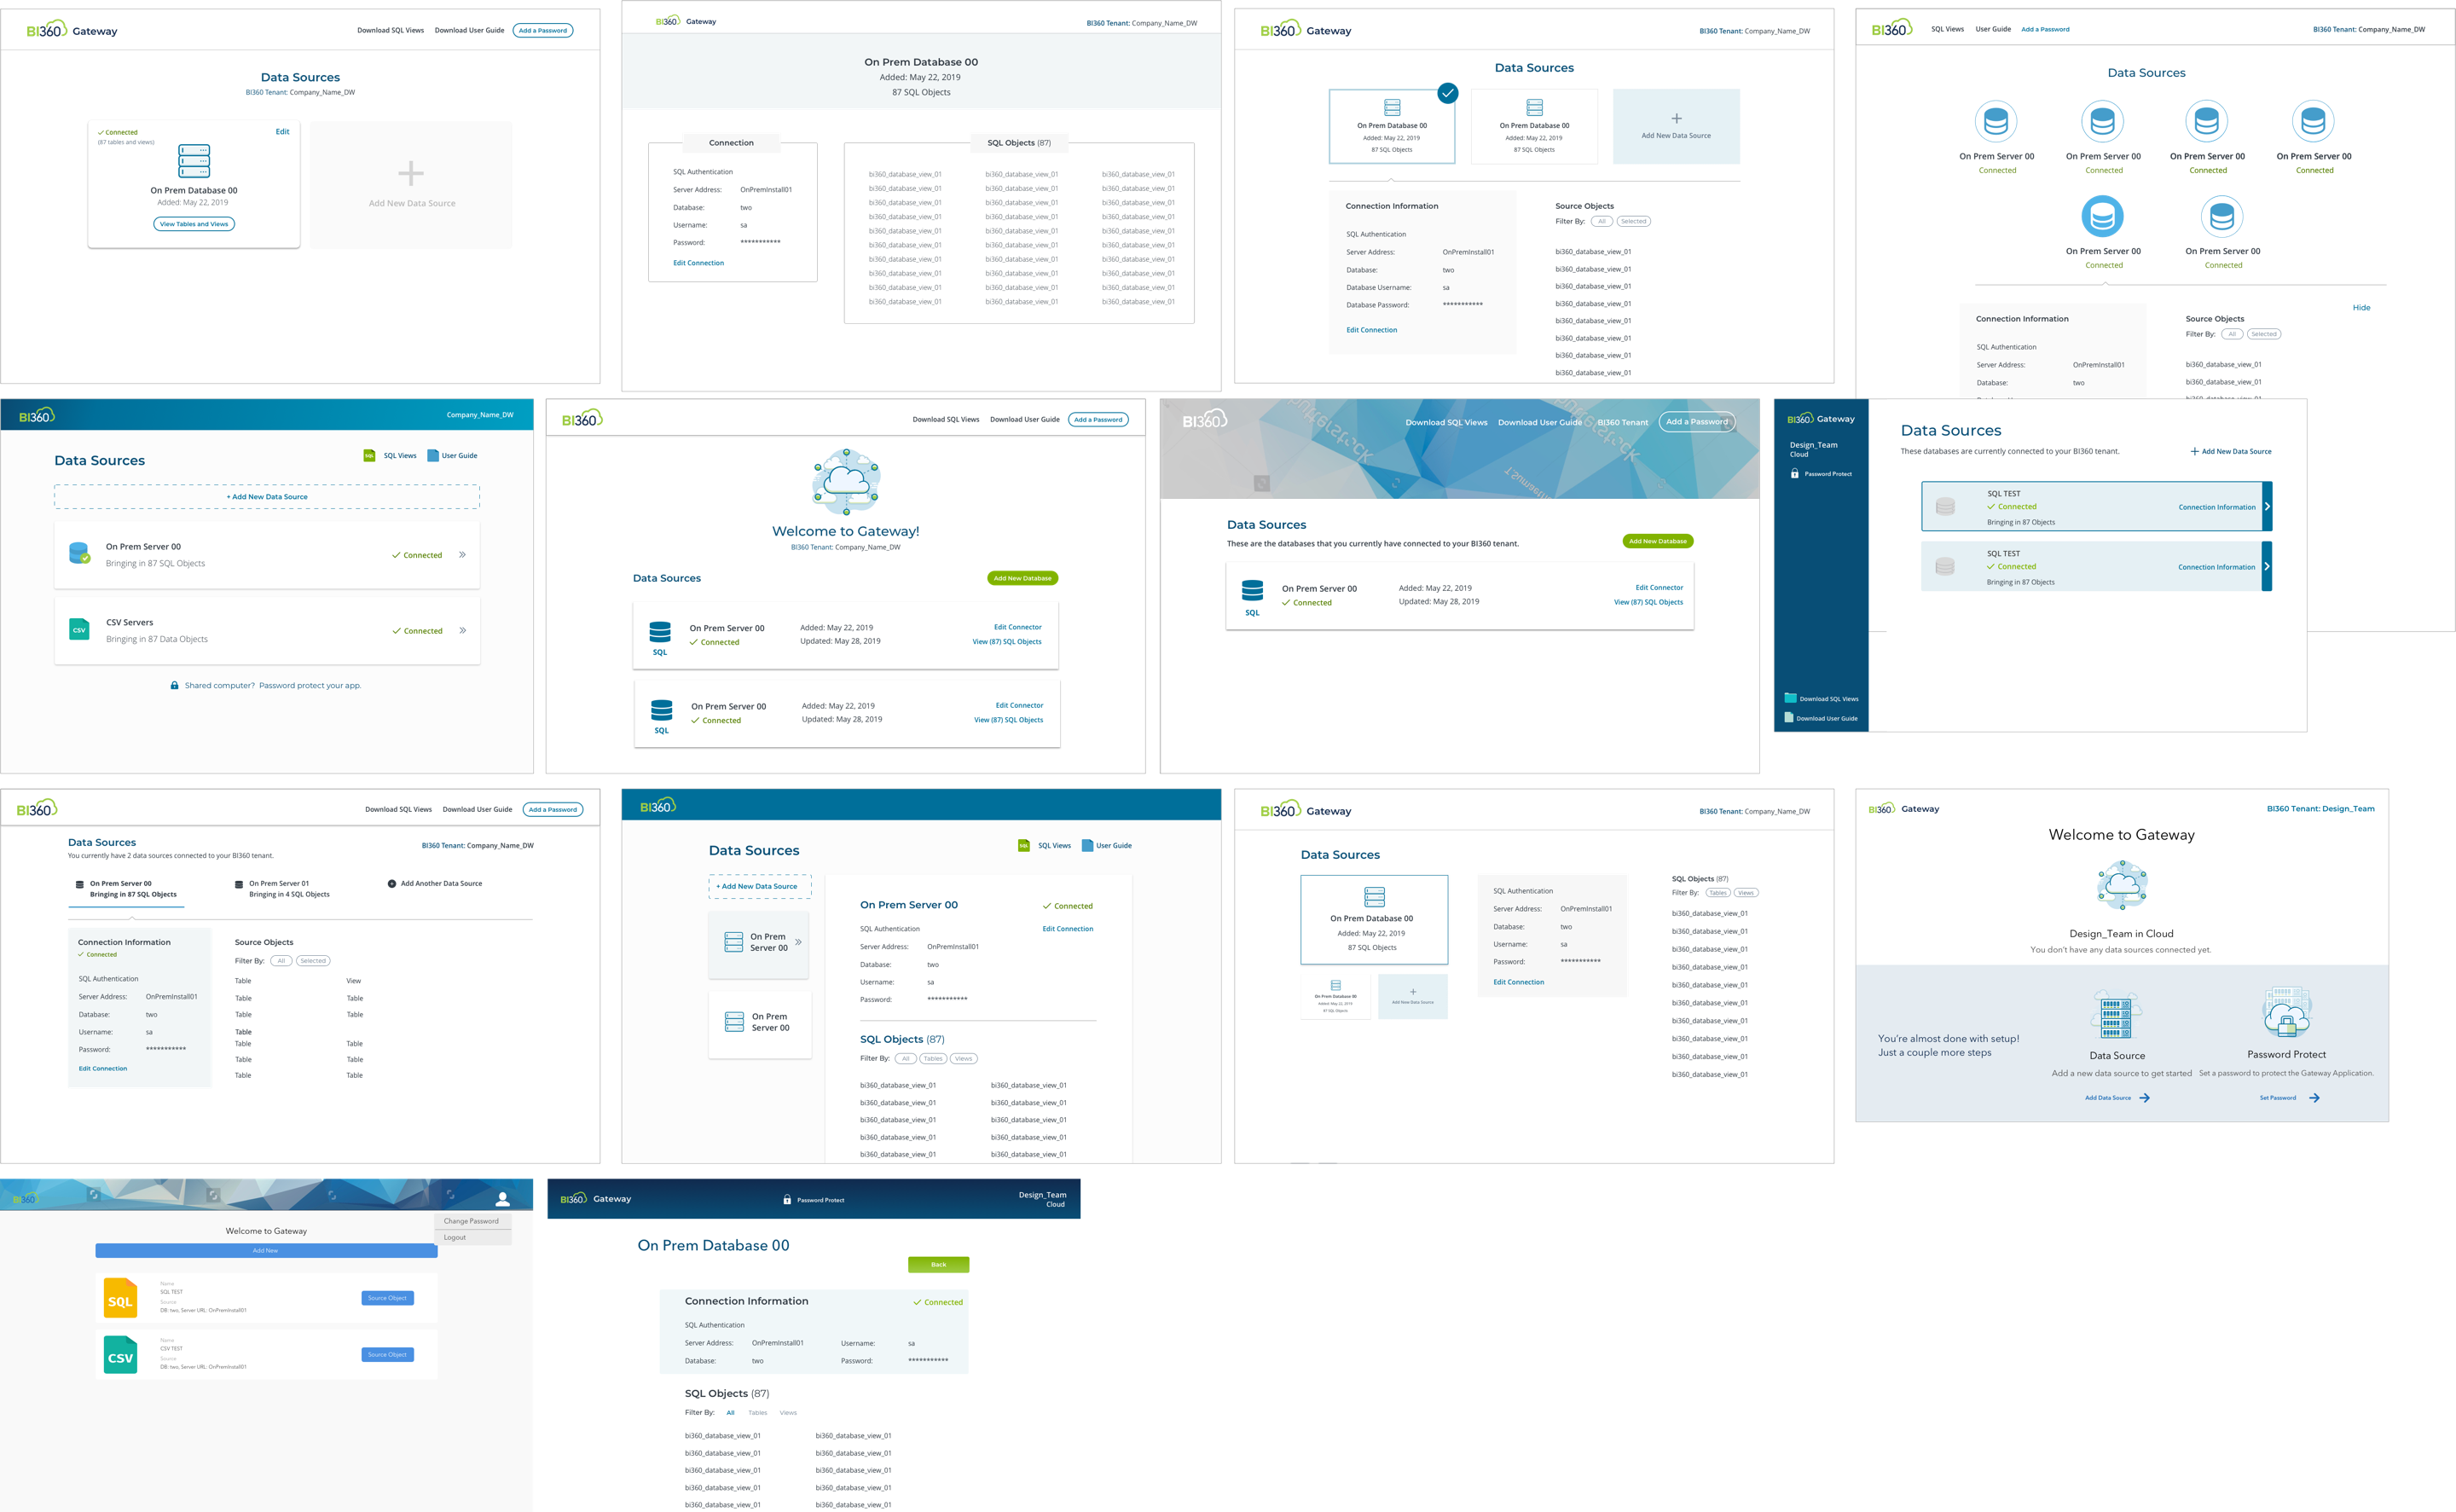 BI360 Gateway
Download SQL Views Download User Guide Add a Password
Data Sources
BI360 Tenant: Company_Name_DW
Connected
(87 tables and views)
Edit
On Prem Database 00
Added: May 22, 2019
View Tables and Views
+
Add New Data Source
BI360 Gateway
BI360 Tenant: Company_Name_DW
On Prem Database 00
Added: May 22, 2019
87 SQL Objects
Connection
SQL Authentication
Server Address: OnPremInstall01
Database: two
Username: sa
Password: ***********
Edit Connection
SQL Objects (87)
bi360_database_view_01 bi360_database_view_01 bi360_database_view_01
bi360_database_view_01 bi360_database_view_01 bi360_database_view_01
bi360_database_view_01 bi360_database_view_01 bi360_database_view_01
bi360_database_view_01 bi360_database_view_01 bi360_database_view_01
bi360_database_view_01 bi360_database_view_01 bi360_database_view_01
bi360_database_view_01 bi360_database_view_01 bi360_database_view_01
bi360_database_view_01 bi360_database_view_01 bi360_database_view_01
bi360_database_view_01 bi360_database_view_01 bi360_database_view_01
bi360_database_view_01 bi360_database_view_01 bi360_database_view_01
bi360_database_view_01 bi360_database_view_01 bi360_database_view_01
BI360 Gateway
BI360 Tenant: Company_Name_DW
Data Sources
On Prem Database 00
Added: May 22, 2019
87 SQL Objects
On Prem Database 00
Added: May 22, 2019
87 SQL Objects
+
Add New Data Source
Connection Information
SQL Authentication
Server Address: OnPremInstall01
Database: two
Database Username: sa
Database Password: ***********
Edit Connection
Source Objects
Filter By: All Selected
bi360_database_view_01
bi360_database_view_01
bi360_database_view_01
bi360_database_view_01
bi360_database_view_01
bi360_database_view_01
bi360_database_view_01
bi360_database_view_01
BI360
SQL Views User Guide Add a Password
BI360 Tenant: Company_Name_DW
Data Sources
On Prem Server 00 On Prem Server 00 On Prem Server 00 On Prem Server 00
Connected Connected Connected Connected
On Prem Server 00 On Prem Server 00
Connected Connected
Hide
Connection Information
SQL Authentication
Server Address: OnPremInstall01
Database: two
Source Objects
Filter By: All Selected
bi360_database_view_01
bi360_database_view_01
BI360
Company_Name_DW
Data Sources
SQL SQL Views User Guide
+ Add New Data Source
On Prem Server 00
Bringing in 87 SQL Objects
Connected
CSV
CSV Servers
Bringing in 87 Data Objects
Connected
Shared computer? Password protect your app.
BI360
Download SQL Views Download User Guide Add a Password
Welcome to Gateway!
BI360 Tenant: Company_Name_DW
Data Sources
Add New Database
SQL
On Prem Server 00
Connected
Added: May 22, 2019
Updated: May 28, 2019
Edit Connector
View (87) SQL Objects
SQL
On Prem Server 00
Connected
Added: May 22, 2019
Updated: May 28, 2019
Edit Connector
View (87) SQL Objects
BI360
Download SQL Views Download User Guide BI360 Tenant Add a Password
Data Sources
These are the databases that you currently have connected to your BI360 tenant.
Add New Database
SQL
On Prem Server 00
Connected
Added: May 22, 2019
Updated: May 28, 2019
Edit Connector
View (87) SQL Objects
BI360 Gateway
Design_Team
Cloud
Password Protect
Download SQL Views
Download User Guide
Data Sources
These databases are currently connected to your BI360 tenant.
+ Add New Data Source
SQL TEST
Connected
Bringing in 87 Objects
Connection Information
SQL TEST
Connected
Bringing in 87 Objects
Connection Information
BI360
Download SQL Views Download User Guide Add a Password
Data Sources
You currently have 2 data sources connected to your BI360 tenant.
BI360 Tenant: Company_Name_DW
On Prem Server 00
Bringing in 87 SQL Objects
On Prem Server 01
Bringing in 4 SQL Objects
Add Another Data Source
Connection Information
Connected
SQL Authentication
Server Address: OnPremInstall01
Database: two
Username: sa
Password: ***********
Edit Connection
Source Objects
Filter By: All Selected
Table View
Table Table
Table Table
Table
Table Table
Table Table
Table Table
BI360
Data Sources
SQL SQL Views User Guide
+ Add New Data Source
On Prem
Server 00
On Prem
Server 00
On Prem Server 00
Connected
SQL Authentication
Edit Connection
Server Address: OnPremInstall01
Database: two
Username: sa
Password: ***********
SQL Objects (87)
Filter By: All Tables Views
bi360_database_view_01 bi360_database_view_01
bi360_database_view_01 bi360_database_view_01
bi360_database_view_01 bi360_database_view_01
bi360_database_view_01 bi360_database_view_01
bi360_database_view_01 bi360_database_view_01
BI360 Gateway
BI360 Tenant: Company_Name_DW
Data Sources
On Prem Database 00
Added: May 22, 2019
87 SQL Objects
On Prem Database 00
Added: May 22, 2019
87 SQL Objects
+
Add New Data Source
SQL Authentication
Server Address: OnPremInstall01
Database: two
Username: sa
Password: ***********
Edit Connection
SQL Objects (87)
Filter By: Tables Views
bi360_database_view_01
bi360_database_view_01
bi360_database_view_01
bi360_database_view_01
bi360_database_view_01
bi360_database_view_01
bi360_database_view_01
bi360_database_view_01
bi360_database_view_01
bi360_database_view_01
BI360 Gateway
BI360 Tenant: Design_Team
Welcome to Gateway
Design_Team in Cloud
You don't have any data sources connected yet.
You're almost done with setup!
Just a couple more steps
Data Source
Add a new data source to get started
Add Data Source
Password Protect
Set a password to protect the Gateway Application.
Set Password
BI360
Change Password
Logout
Welcome to Gateway
Add New
SQL
Name
SQL TEST
Source
DB: two, Server URL: OnPremInstall01
Source Object
CSV
Name
CSV TEST
Source
DB: two, Server URL: OnPremInstall01
Source Object
BI360 Gateway
Password Protect
Design_Team
Cloud
On Prem Database 00
Back
Connection Information
Connected
SQL Authentication
Server Address: OnPremInstall01 Username: sa
Database: two Password: ***********
SQL Objects (87)
Filter By: All Tables Views
bi360_database_view_01 bi360_database_view_01
bi360_database_view_01 bi360_database_view_01
bi360_database_view_01 bi360_database_view_01
bi360_database_view_01 bi360_database_view_01
bi360_database_view_01 bi360_database_view_01